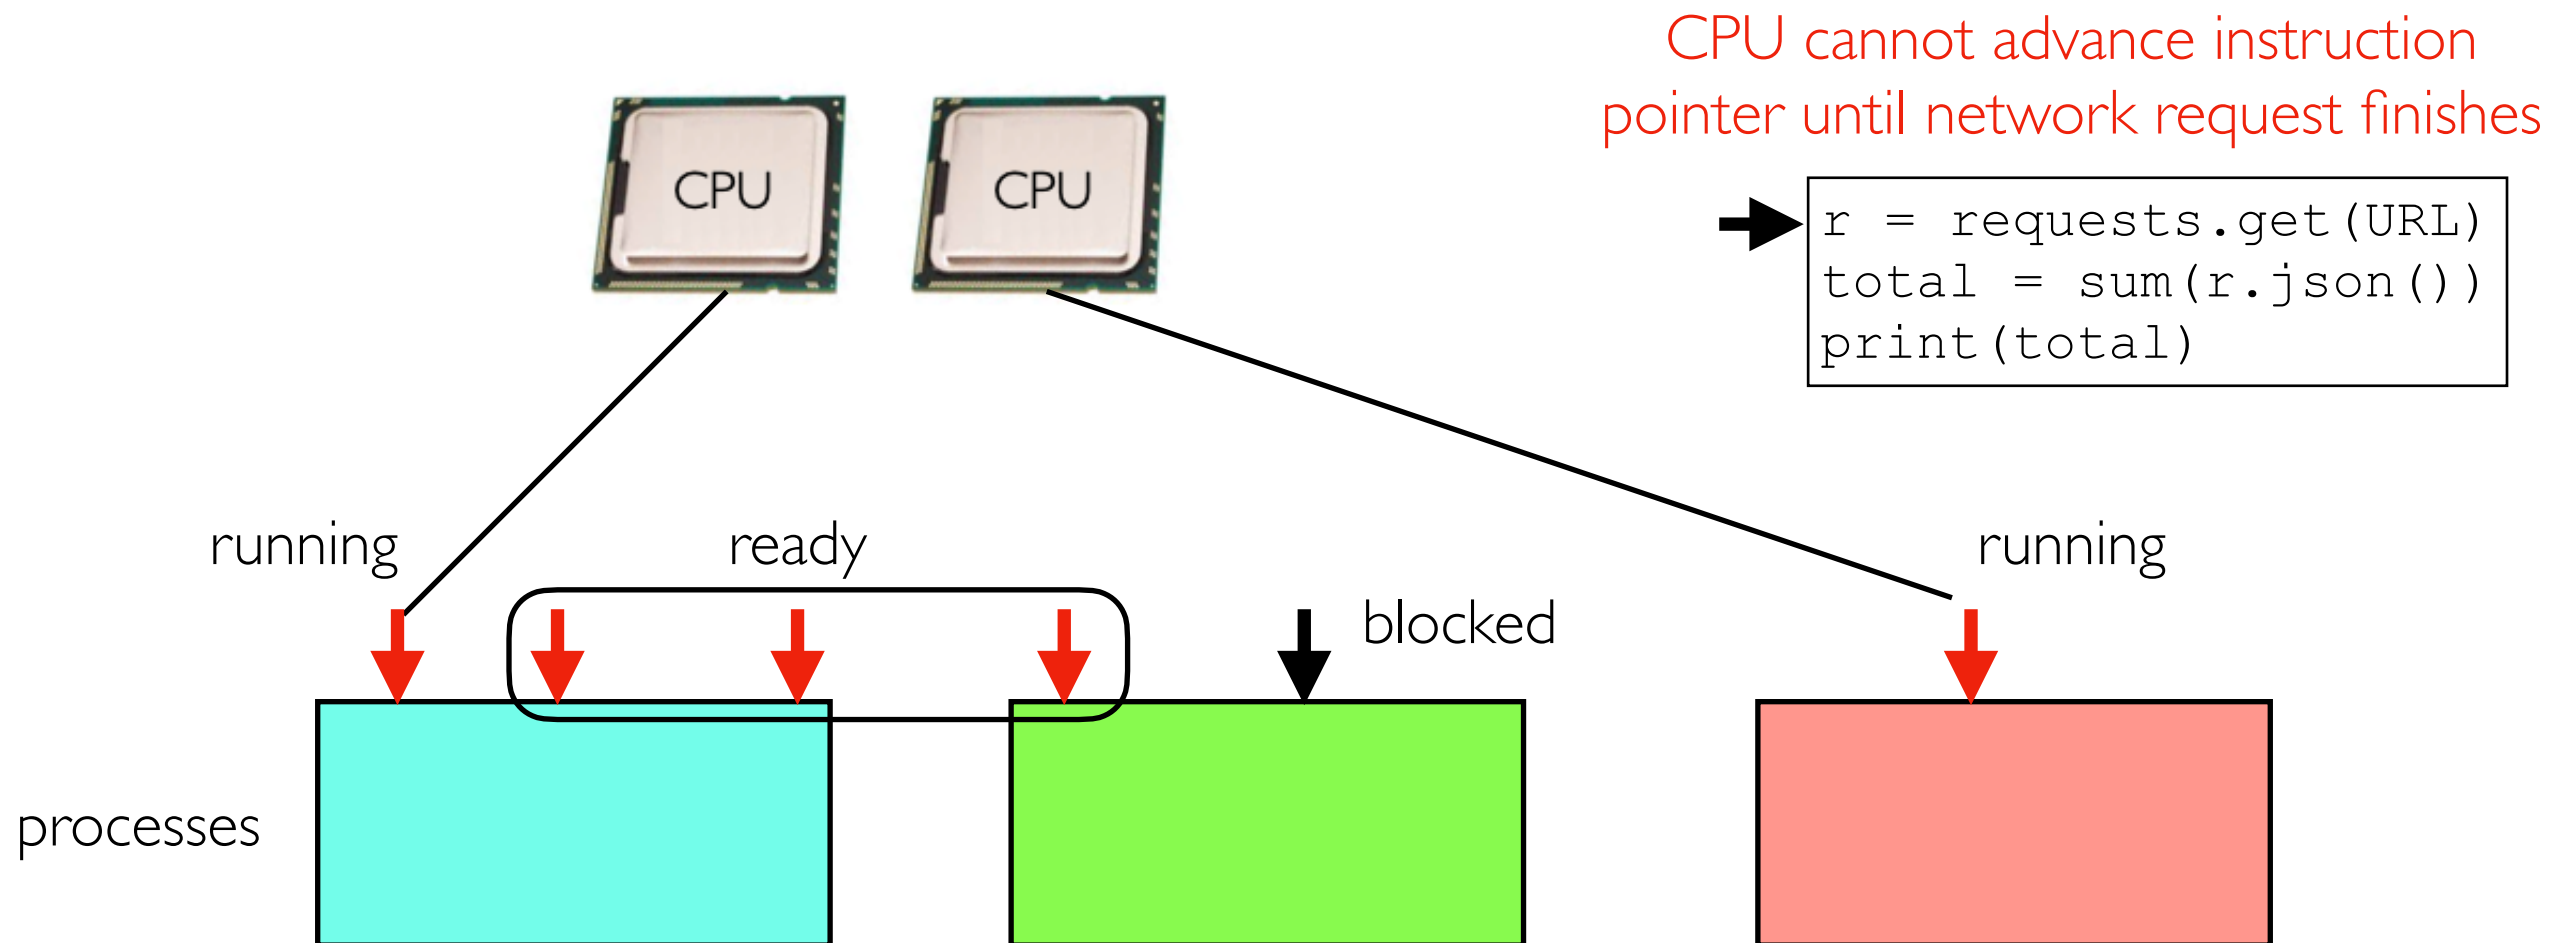 CPU cannot advance instruction
pointer until network request finishes
CPU
CPU
r = requests.get(URL)
total = sum(r.json())
print(total)
running
ready
running
blocked
processes